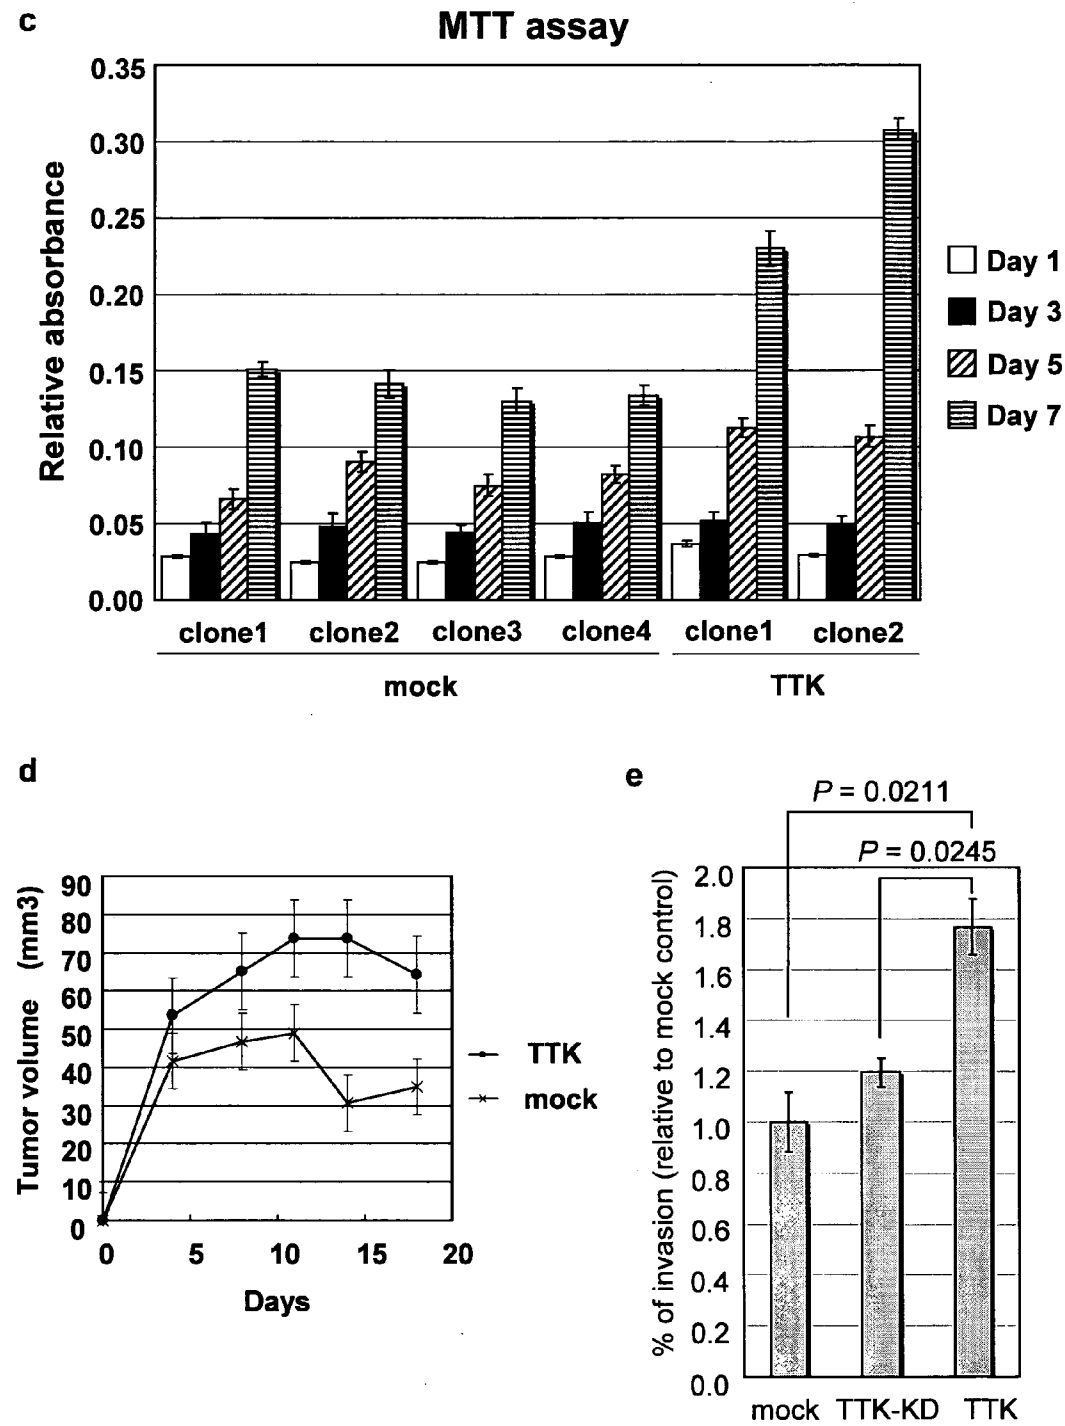 c
MTT assay
0.35
0.30
0.25
0.20
0.15
0.10
0.05
0.00
Relative absorbance
Day 1
Day 3
Day 5
Day 7
clone1 clone2 clone3 clone4 clone1 clone2
mock TTK
d
90
80
70
60
50
40
30
20
10
0
Tumor volume (mm3)
0 5 10 15 20
Days
TTK
mock
e
P = 0.0211
P = 0.0245
2.0
1.8
1.6
1.4
1.2
1.0
0.8
0.6
0.4
0.2
0.0
% of invasion (relative to mock control)
mock TTK-KD TTK